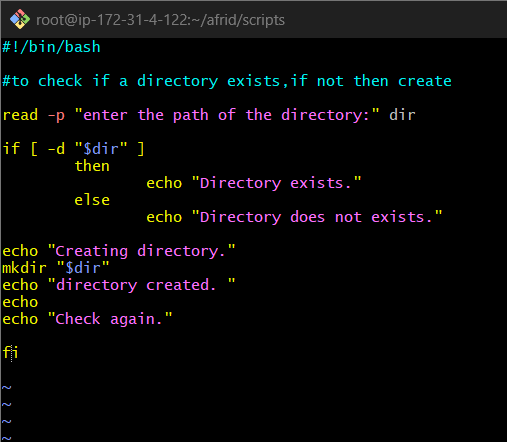 root@ip-172-31-4-122:~/afrid/scripts
#!/bin/bash
#to check if a directory exists,if not then create
read -p "enter the path of the directory:" dir
if [ -d "$dir" ]
then
echo "Directory exists."
else
echo "Directory does not exists."
echo "Creating directory."
mkdir "$dir"
echo "directory created. "
echo
echo "Check again."
fi
~
~
~
~